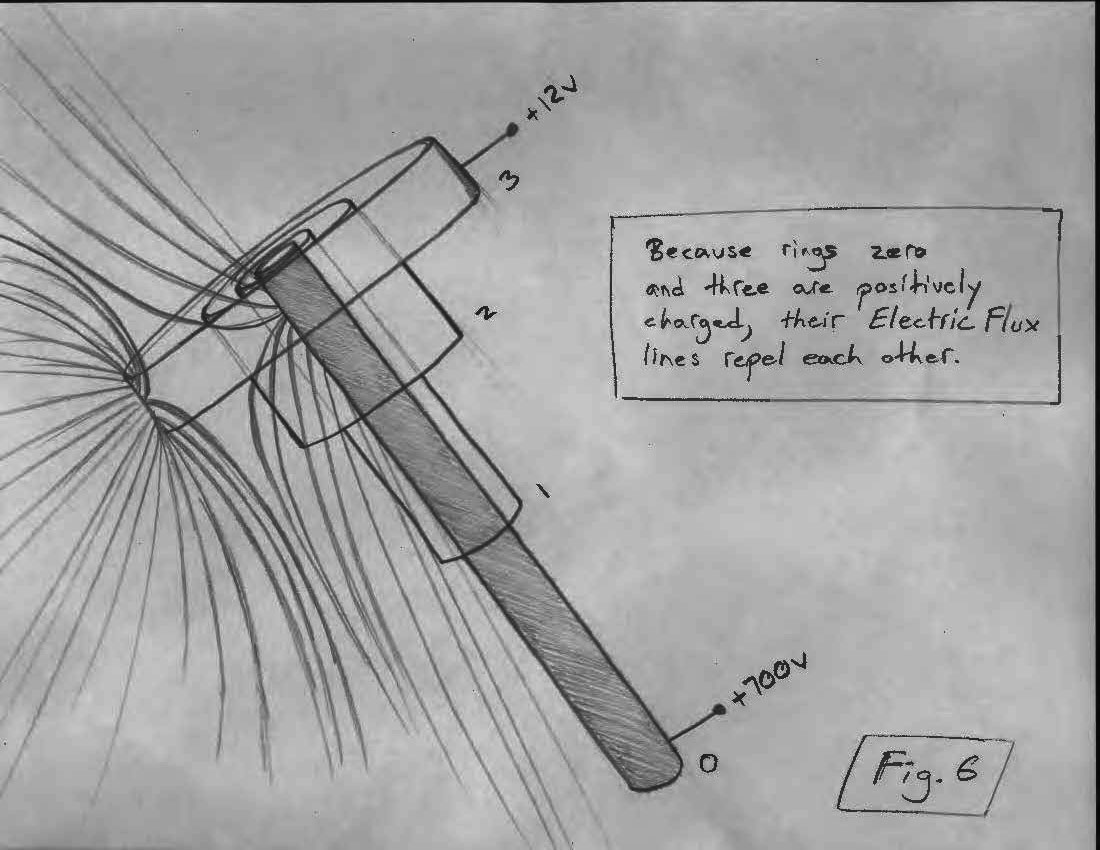 +12V
3
Because rings zero
and three are positively
charged, their Electric Flux
lines repel each other.
2
1
+700V
0
Fig. 6